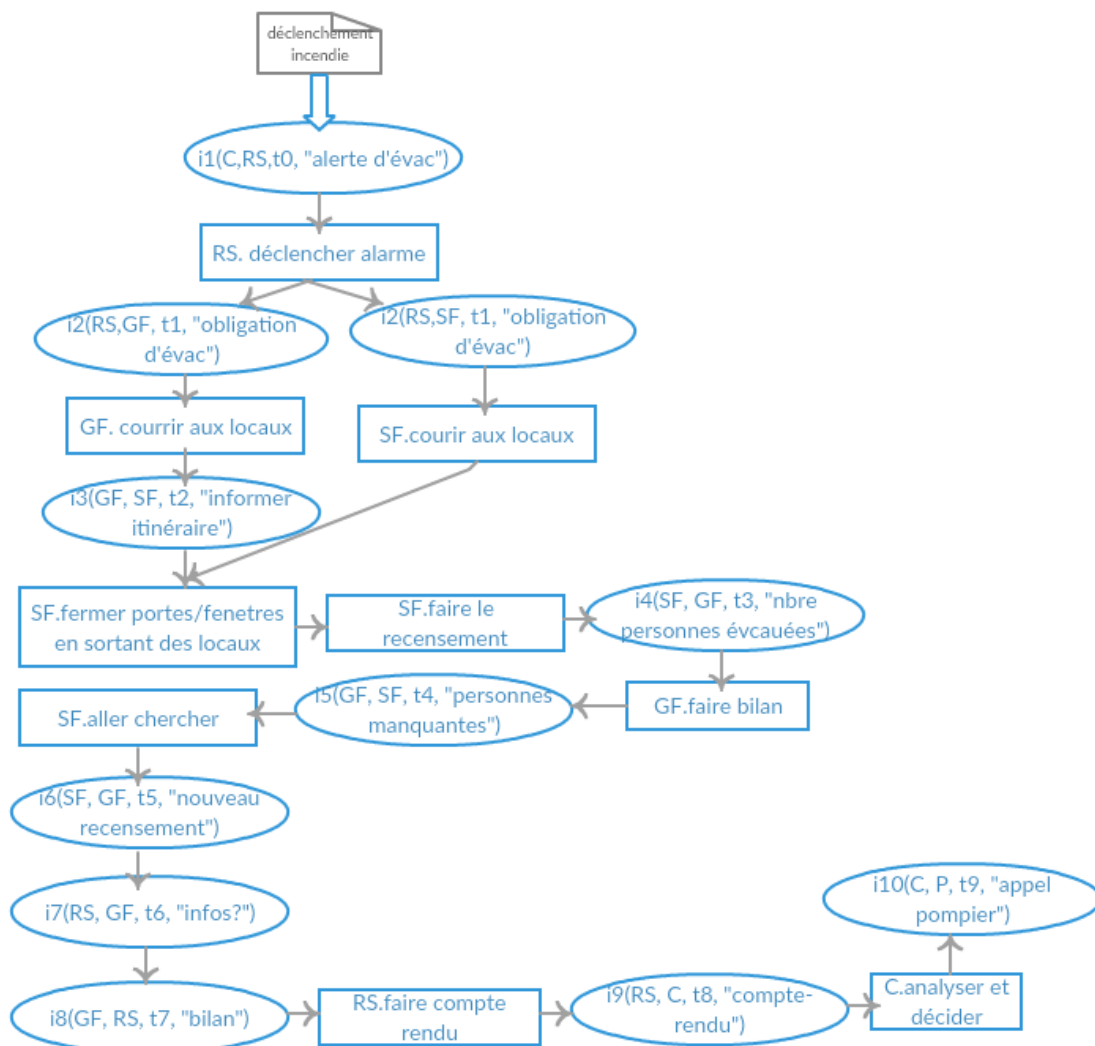 déclenchement
incendie
i1(C,RS,t0, "alerte d'évac")
RS. déclencher alarme
i2(RS,GF, t1, "obligation
d'évac")
i2(RS,SF, t1, "obligation
d'évac")
GF. courrir aux locaux
SF.courir aux locaux
i3(GF, SF, t2, "informer
itinéraire")
SF.fermer portes/fenetres
en sortant des locaux
SF.faire le
recensement
i4(SF, GF, t3, "nbre
personnes évcauées")
GF.faire bilan
i5(GF, SF, t4, "personnes
manquantes")
SF.aller chercher
i6(SF, GF, t5, "nouveau
recensement")
i7(RS, GF, t6, "infos?")
i8(GF, RS, t7, "bilan")
RS.faire compte
rendu
i9(RS, C, t8, "compte-
rendu")
C.analyser et
décider
i10(C, P, t9, "appel
pompier")